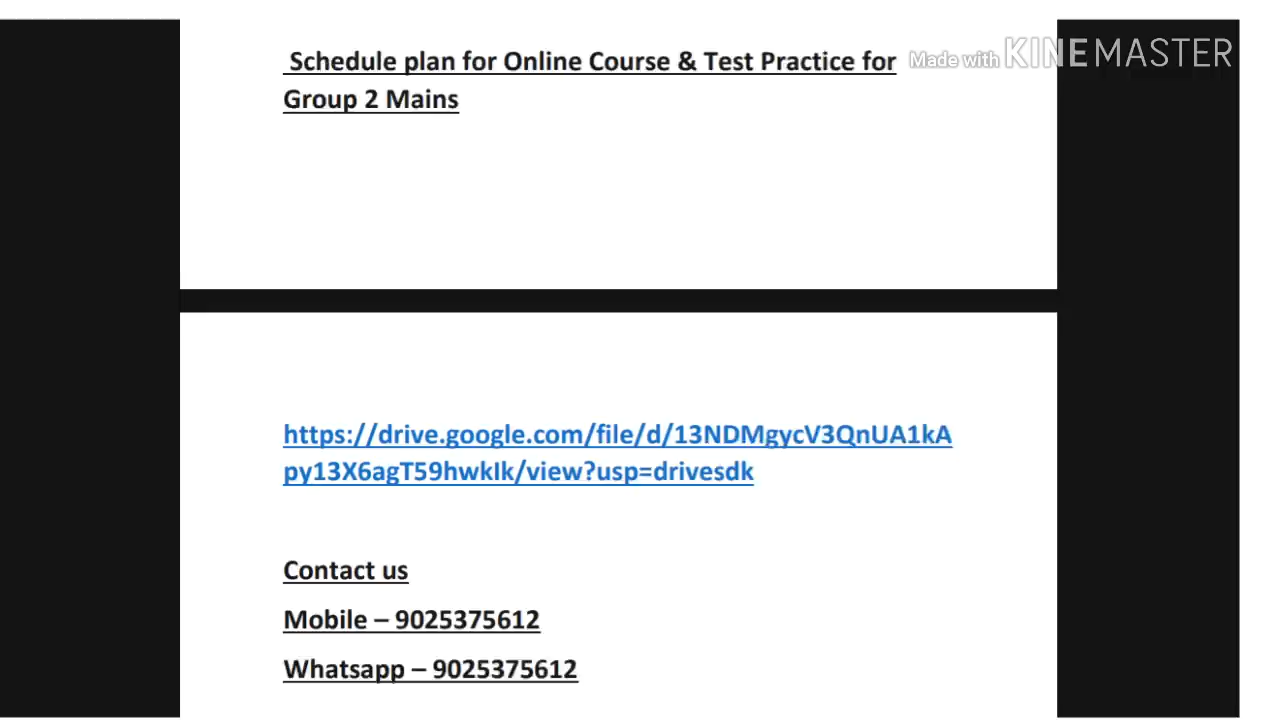 Schedule plan for Online Course & Test Practice for
Group 2 Mains
Made with KINEMASTER
https://drive.google.com/file/d/13NDMgycV3QnUA1kA
py13X6agT59hwkIk/view?usp=drivesdk
Contact us
Mobile – 9025375612
Whatsapp – 9025375612